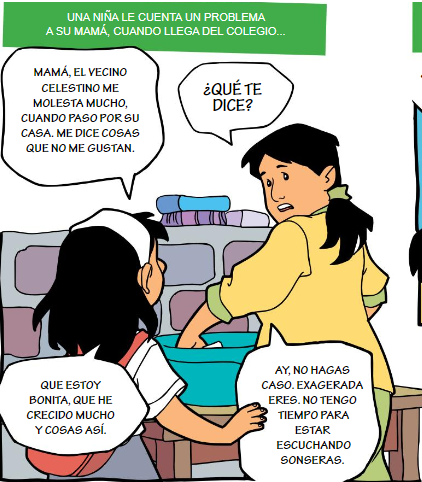 UNA NIÑA LE CUENTA UN PROBLEMA
A SU MAMÁ, CUANDO LLEGA DEL COLEGIO...
MAMÁ, EL VECINO
CELESTINO ME
MOLESTA MUCHO,
CUANDO PASO POR SU
CASA. ME DICE COSAS
QUE NO ME GUSTAN.
¿QUÉ TE
DICE?
QUE ESTOY
BONITA, QUE HE
CRECIDO MUCHO
Y COSAS ASÍ.
AY, NO HAGAS
CASO. EXAGERADA
ERES. NO TENGO
TIEMPO PARA
ESTAR
ESCUCHANDO
SONSERAS.